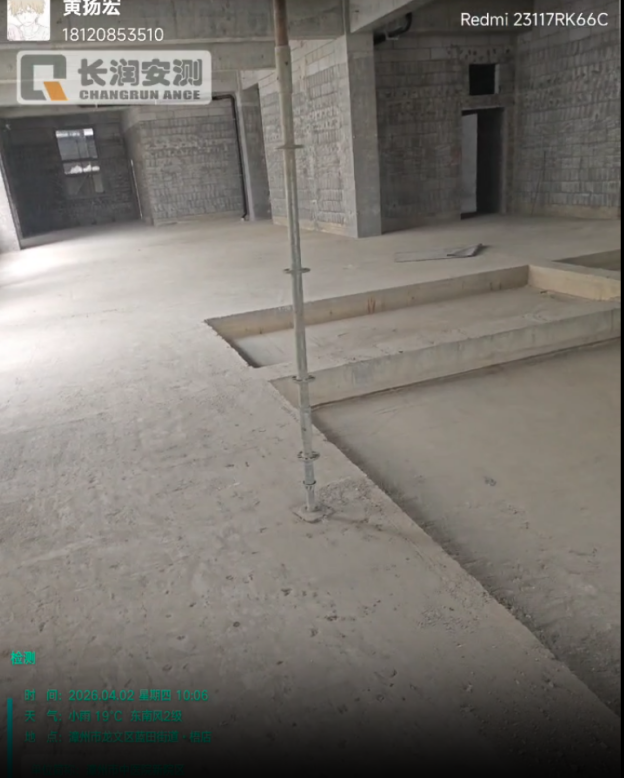 黄扬宏
18120853510
Redmi 23117RK66C
长润安测
CHANGRUN ANCE
检测
时 间: 2026.04.02 星期四 10:06
天 气: 小雨 11°C 东南风2级